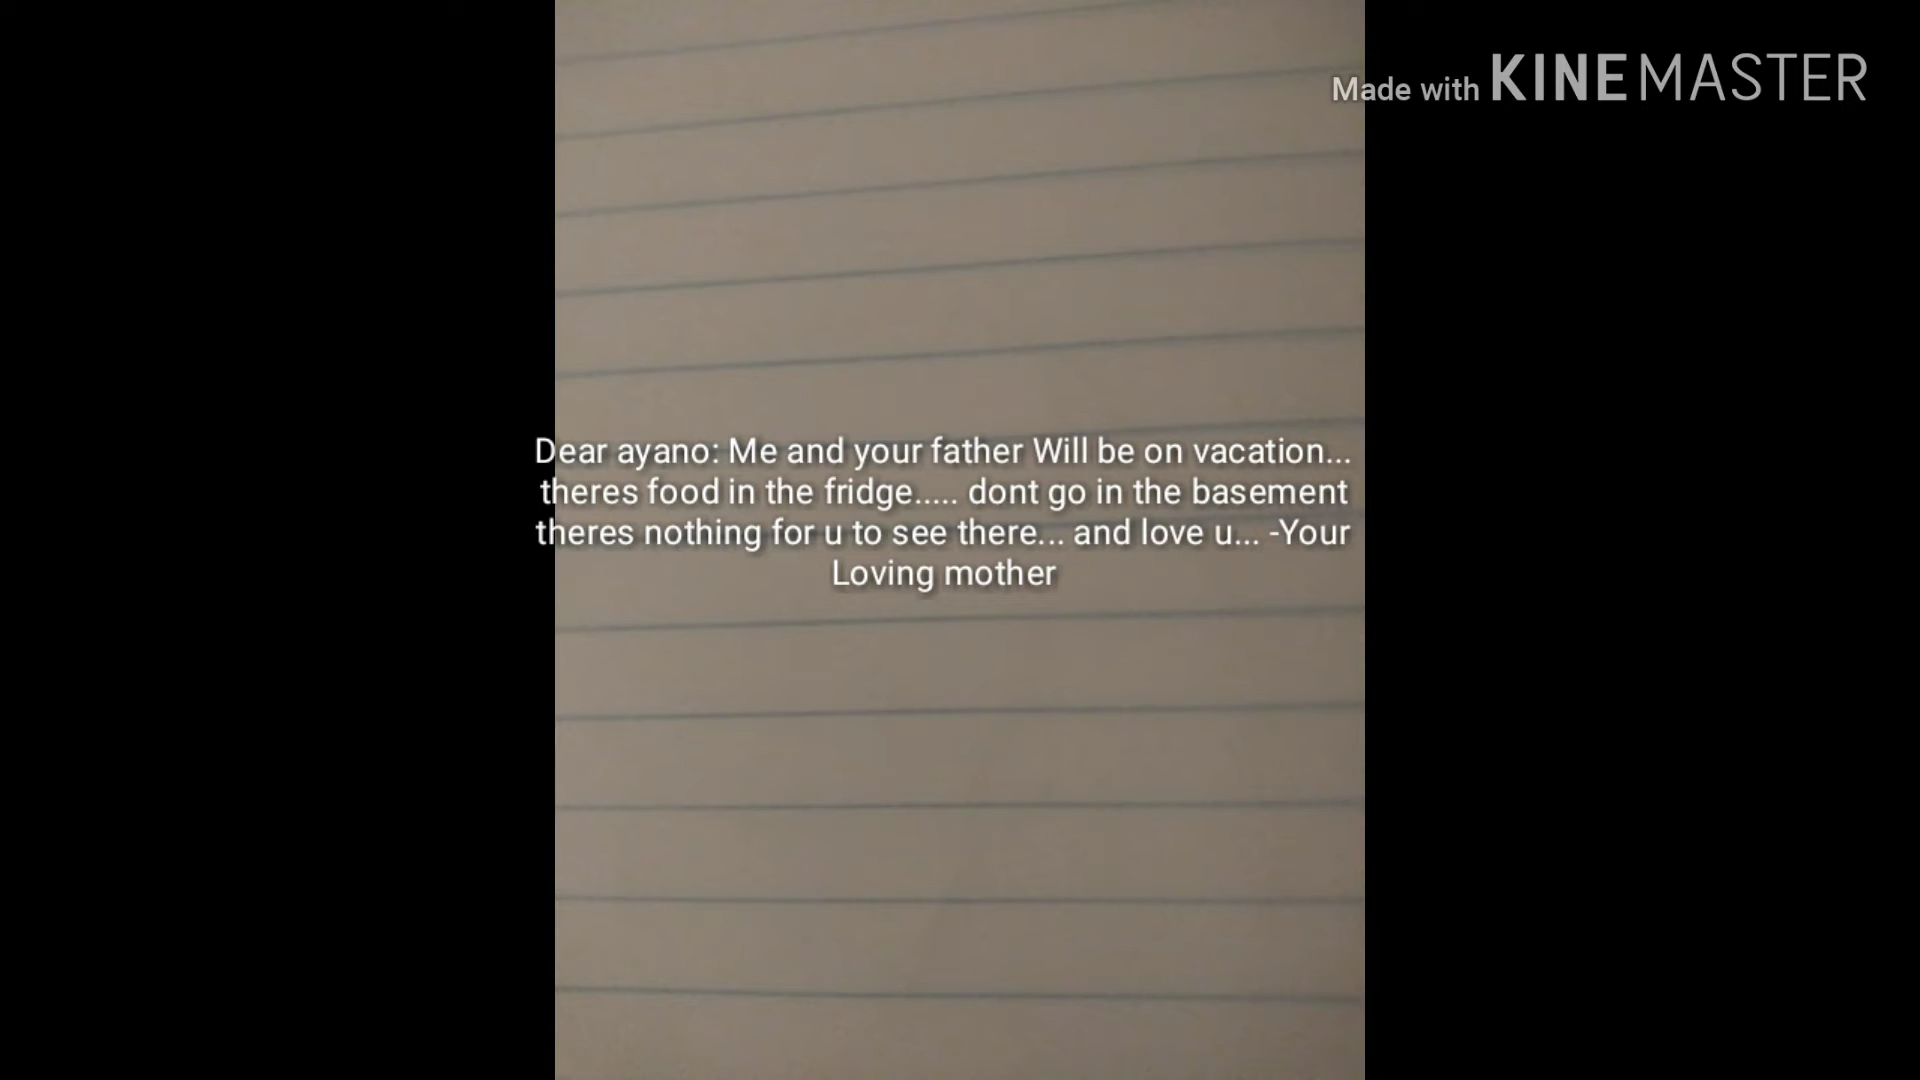 Made with KINEMASTER
Dear ayano: Me and your father Will be on vacation...
theres food in the fridge..... dont go in the basement
theres nothing for u to see there... and love u... -Your
Loving mother